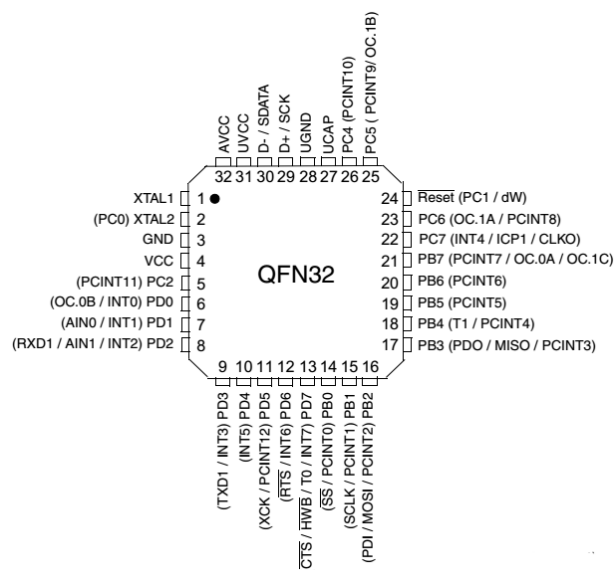 AVCC
UVCC
D- / SDATA
D+ / SCK
UGND
UCAP
PC4 (PCINT10)
PC5 ( PCINT9/ OC.1B)
32 31 30 29 28 27 26 25
XTAL1 1
(PC0) XTAL2 2
GND 3
VCC 4
(PCINT11) PC2 5
(OC.0B / INT0) PD0 6
(AIN0 / INT1) PD1 7
(RXD1 / AIN1 / INT2) PD2 8
QFN32
24 Reset (PC1 / dW)
23 PC6 (OC.1A / PCINT8)
22 PC7 (INT4 / ICP1 / CLKO)
21 PB7 (PCINT7 / OC.0A / OC.1C)
20 PB6 (PCINT6)
19 PB5 (PCINT5)
18 PB4 (T1 / PCINT4)
17 PB3 (PDO / MISO / PCINT3)
9 10 11 12 13 14 15 16
(TXD1 / INT3) PD3
(INT5) PD4
(XCK / PCINT12) PD5
(RTS / INT6) PD6
CTS / HWB / T0 / INT7) PD7
(SS / PCINT0) PB0
(SCLK / PCINT1) PB1
(PDI / MOSI / PCINT2) PB2